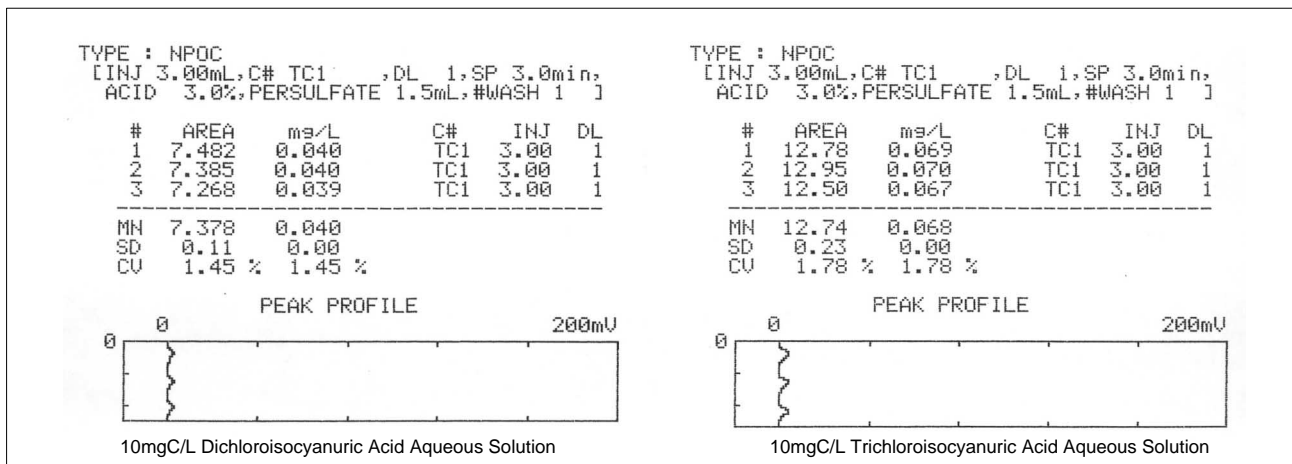 TYPE : NPOC
[INJ 3.00mL,C# TC1 ,DL 1,SP 3.0min,
ACID 3.0%,PERSULFATE 1.5mL,#WASH 1 ]
# AREA mg/L C# INJ DL
1 7.482 0.040 TC1 3.00 1
2 7.385 0.040 TC1 3.00 1
3 7.268 0.039 TC1 3.00 1
MN 7.378 0.040
SD 0.11 0.00
CV 1.45 % 1.45 %
PEAK PROFILE
0 200mV
0
10mgC/L Dichloroisocyanuric Acid Aqueous Solution
TYPE : NPOC
[INJ 3.00mL,C# TC1 ,DL 1,SP 3.0min,
ACID 3.0%,PERSULFATE 1.5mL,#WASH 1 ]
# AREA mg/L C# INJ DL
1 12.78 0.069 TC1 3.00 1
2 12.95 0.070 TC1 3.00 1
3 12.50 0.067 TC1 3.00 1
MN 12.74 0.068
SD 0.23 0.00
CV 1.78 % 1.78 %
PEAK PROFILE
0 200mV
0
10mgC/L Trichloroisocyanuric Acid Aqueous Solution